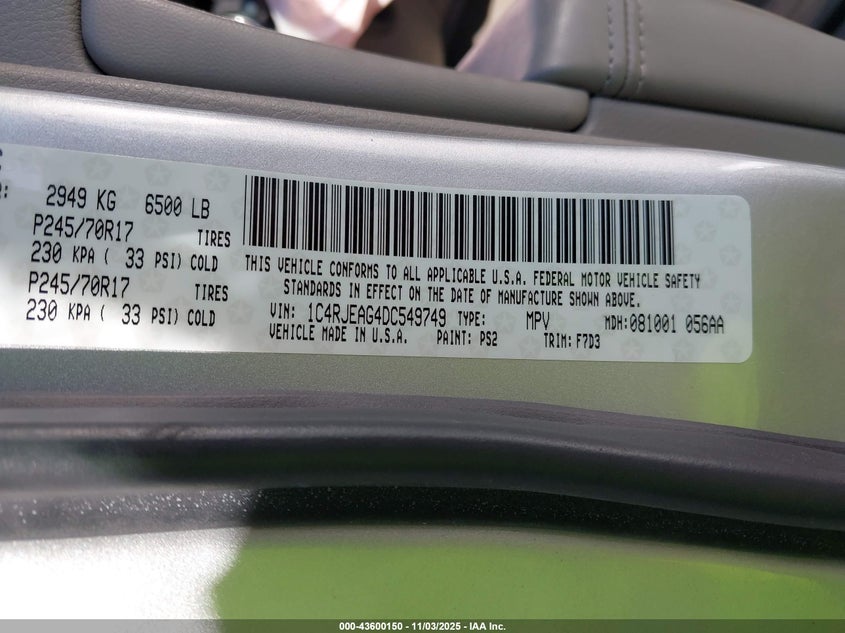 2949 KG 6500 LB
P245/70R17 TIRES
230 KPA ( 33 PSI) COLD
P245/70R17 TIRES
230 KPA ( 33 PSI) COLD
THIS VEHICLE CONFORMS TO ALL APPLICABLE U.S.A. FEDERAL MOTOR VEHICLE SAFETY
STANDARDS IN EFFECT ON THE DATE OF MANUFACTURE SHOWN ABOVE.
VIN: 1C4RJEAG4DC549749 TYPE: MPV MDH:081001 056AA
VEHICLE MADE IN U.S.A. PAINT: PS2 TRIM: F7D3
000-43600150 - 11/03/2025 - IAA Inc.